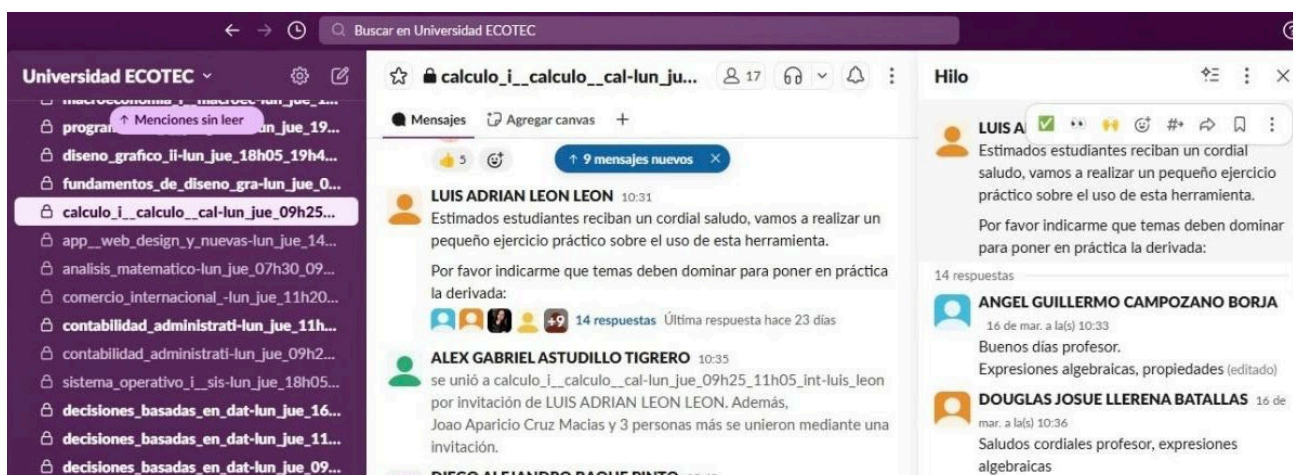 Buscar en Universidad ECOTEC
Universidad ECOTEC
macroeconomia_i__macroec-lun_jue_1...
↑ Menciones sin leer
progra un_jue_19...
diseno_grafico_ii-lun_jue_18h05_19h4...
fundamentos_de_diseno_gra-lun_jue_0...
calculo_i__calculo__cal-lun_jue_09h25...
app__web_design_y_nuevas-lun_jue_14...
analisis_matematico-lun_jue_07h30_09...
comercio_internacional_-lun_jue_11h20...
contabilidad_administrati-lun_jue_11h...
contabilidad_administrati-lun_jue_09h2...
sistema_operativo_i__sis-lun_jue_18h05...
decisiones_basadas_en_dat-lun_jue_16...
decisiones_basadas_en_dat-lun_jue_11...
decisiones_basadas_en_dat-lun_jue_09...
calculo_i__calculo__cal-lun_ju... 17
Mensajes Agregar canvas +
5
↑ 9 mensajes nuevos ×
LUIS ADRIAN LEON LEON 10:31
Estimados estudiantes reciban un cordial saludo, vamos a realizar un
pequeño ejercicio práctico sobre el uso de esta herramienta.
Por favor indicarme que temas deben dominar para poner en práctica
la derivada:
+9 14 respuestas Última respuesta hace 23 días
ALEX GABRIEL ASTUDILLO TIGRERO 10:35
se unió a calculo_i__calculo__cal-lun_jue_09h25_11h05_int-luis_leon
por invitación de LUIS ADRIAN LEON LEON. Además,
Joao Aparicio Cruz Macias y 3 personas más se unieron mediante una
invitación.
DIEGO ALEJANDRO BAQUE PINTO
Hilo
LUIS A
Estimados estudiantes reciban un cordial
saludo, vamos a realizar un pequeño ejercicio
práctico sobre el uso de esta herramienta.
Por favor indicarme que temas deben dominar
para poner en práctica la derivada:
14 respuestas
ANGEL GUILLERMO CAMPOZANO BORJA
16 de mar. a la(s) 10:33
Buenos días profesor.
Expresiones algebraicas, propiedades (editado)
DOUGLAS JOSUE LLERENA BATALLAS 16 de
mar. a la(s) 10:36
Saludos cordiales profesor, expresiones
algebraicas